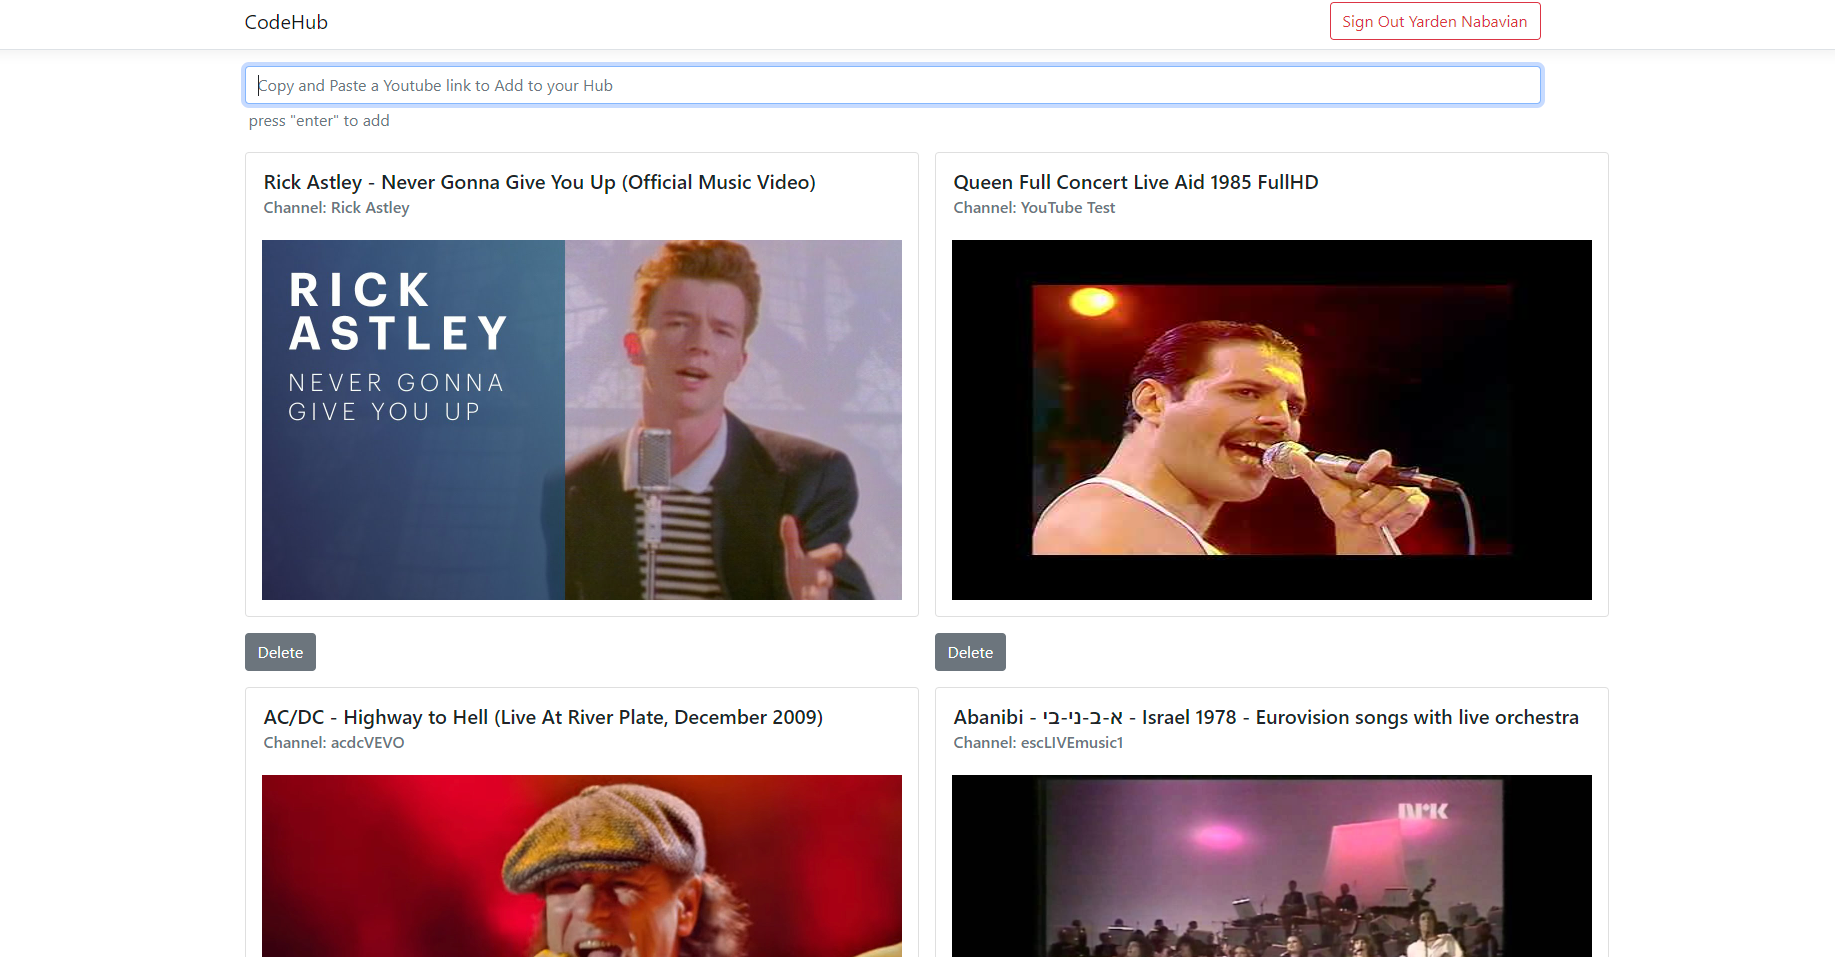 CodeHub
Sign Out Yarden Nabavian
Copy and Paste a Youtube link to Add to your Hub
press "enter" to add
Rick Astley - Never Gonna Give You Up (Official Music Video)
Channel: Rick Astley
RICK
ASTLEY
NEVER GONNA
GIVE YOU UP
Delete
Queen Full Concert Live Aid 1985 FullHD
Channel: YouTube Test
Delete
AC/DC - Highway to Hell (Live At River Plate, December 2009)
Channel: acdcVEVO
Abanibi - א-ב-ני-בי - Israel 1978 - Eurovision songs with live orchestra
Channel: escLIVEmusic1
nrk